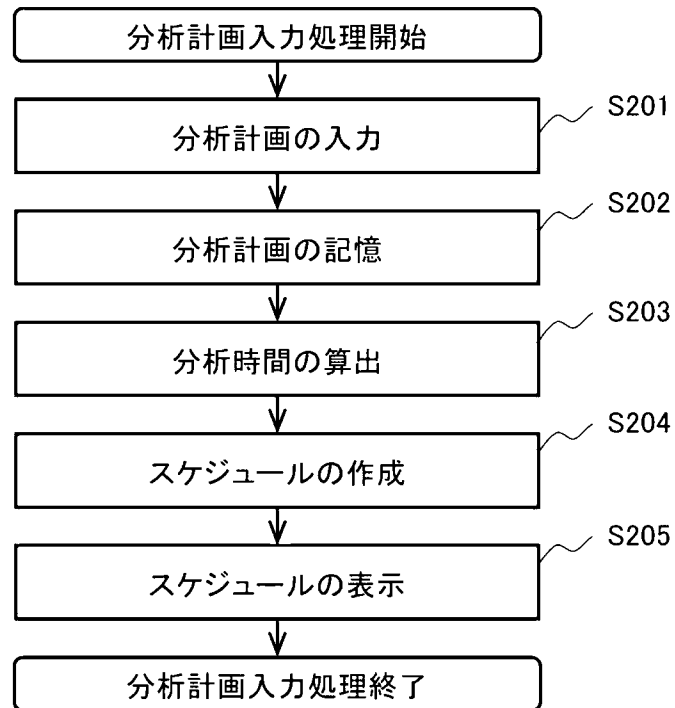 分析計画入力処理開始
S201
分析計画の入力
S202
分析計画の記憶
S203
分析時間の算出
S204
スケジュールの作成
S205
スケジュールの表示
分析計画入力処理終了